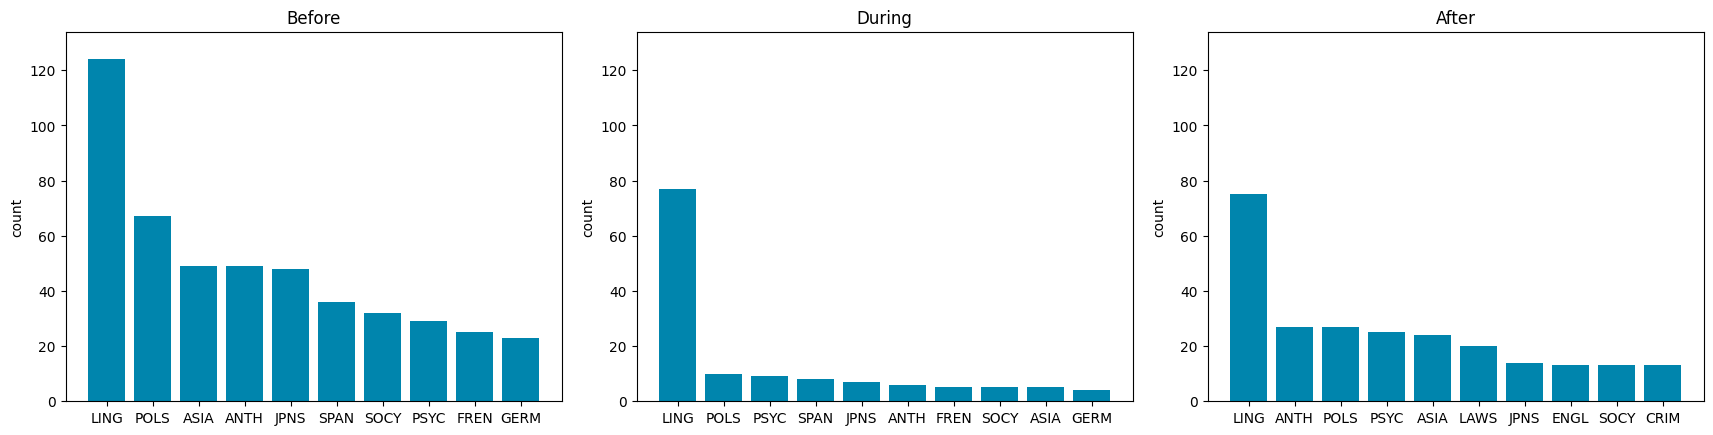 Before
count
120
100
80
60
40
20
0
LING POLS ASIA ANTH JPNS SPAN SOCY PSYC FREN GERM
During
count
120
100
80
60
40
20
0
LING POLS PSYC SPAN JPNS ANTH FREN SOCY ASIA GERM
After
count
120
100
80
60
40
20
0
LING ANTH POLS PSYC ASIA LAWS JPNS ENGL SOCY CRIM